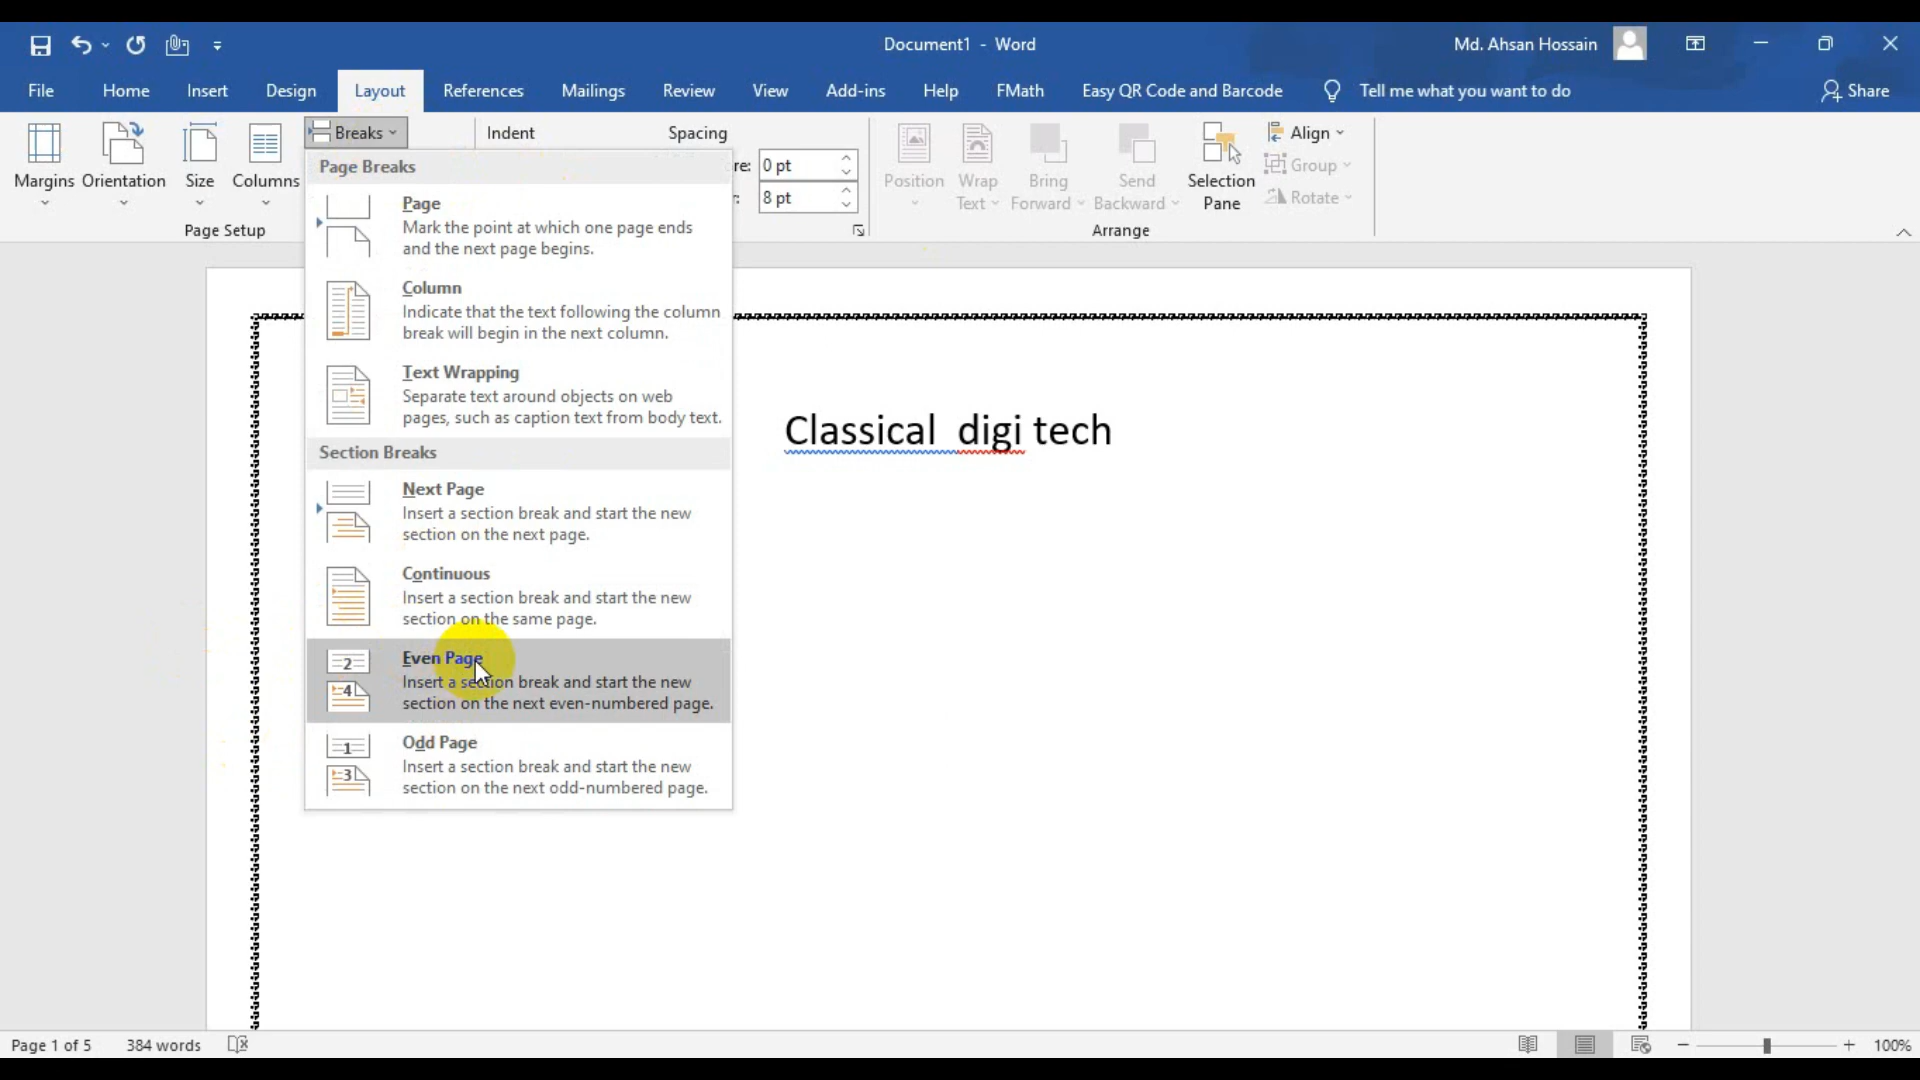 Document1 - Word
Md. Ahsan Hossain
File Home Insert Design Layout References Mailings Review View Add-ins Help FMath Easy QR Code and Barcode Tell me what you want to do Share
Margins Orientation Size Columns
Page Setup
Breaks
Indent Spacing
re: 0 pt
r: 8 pt
Position Wrap Text Bring Forward Send Backward Selection Pane
Align
Group
Rotate
Arrange
Page Breaks
Page
Mark the point at which one page ends
and the next page begins.
Column
Indicate that the text following the column
break will begin in the next column.
Text Wrapping
Separate text around objects on web
pages, such as caption text from body text.
Section Breaks
Next Page
Insert a section break and start the new
section on the next page.
Continuous
Insert a section break and start the new
section on the same page.
2
4
Even Page
Insert a section break and start the new
section on the next even-numbered page.
1
3
Odd Page
Insert a section break and start the new
section on the next odd-numbered page.
Classical digi tech
Page 1 of 5 384 words 100%